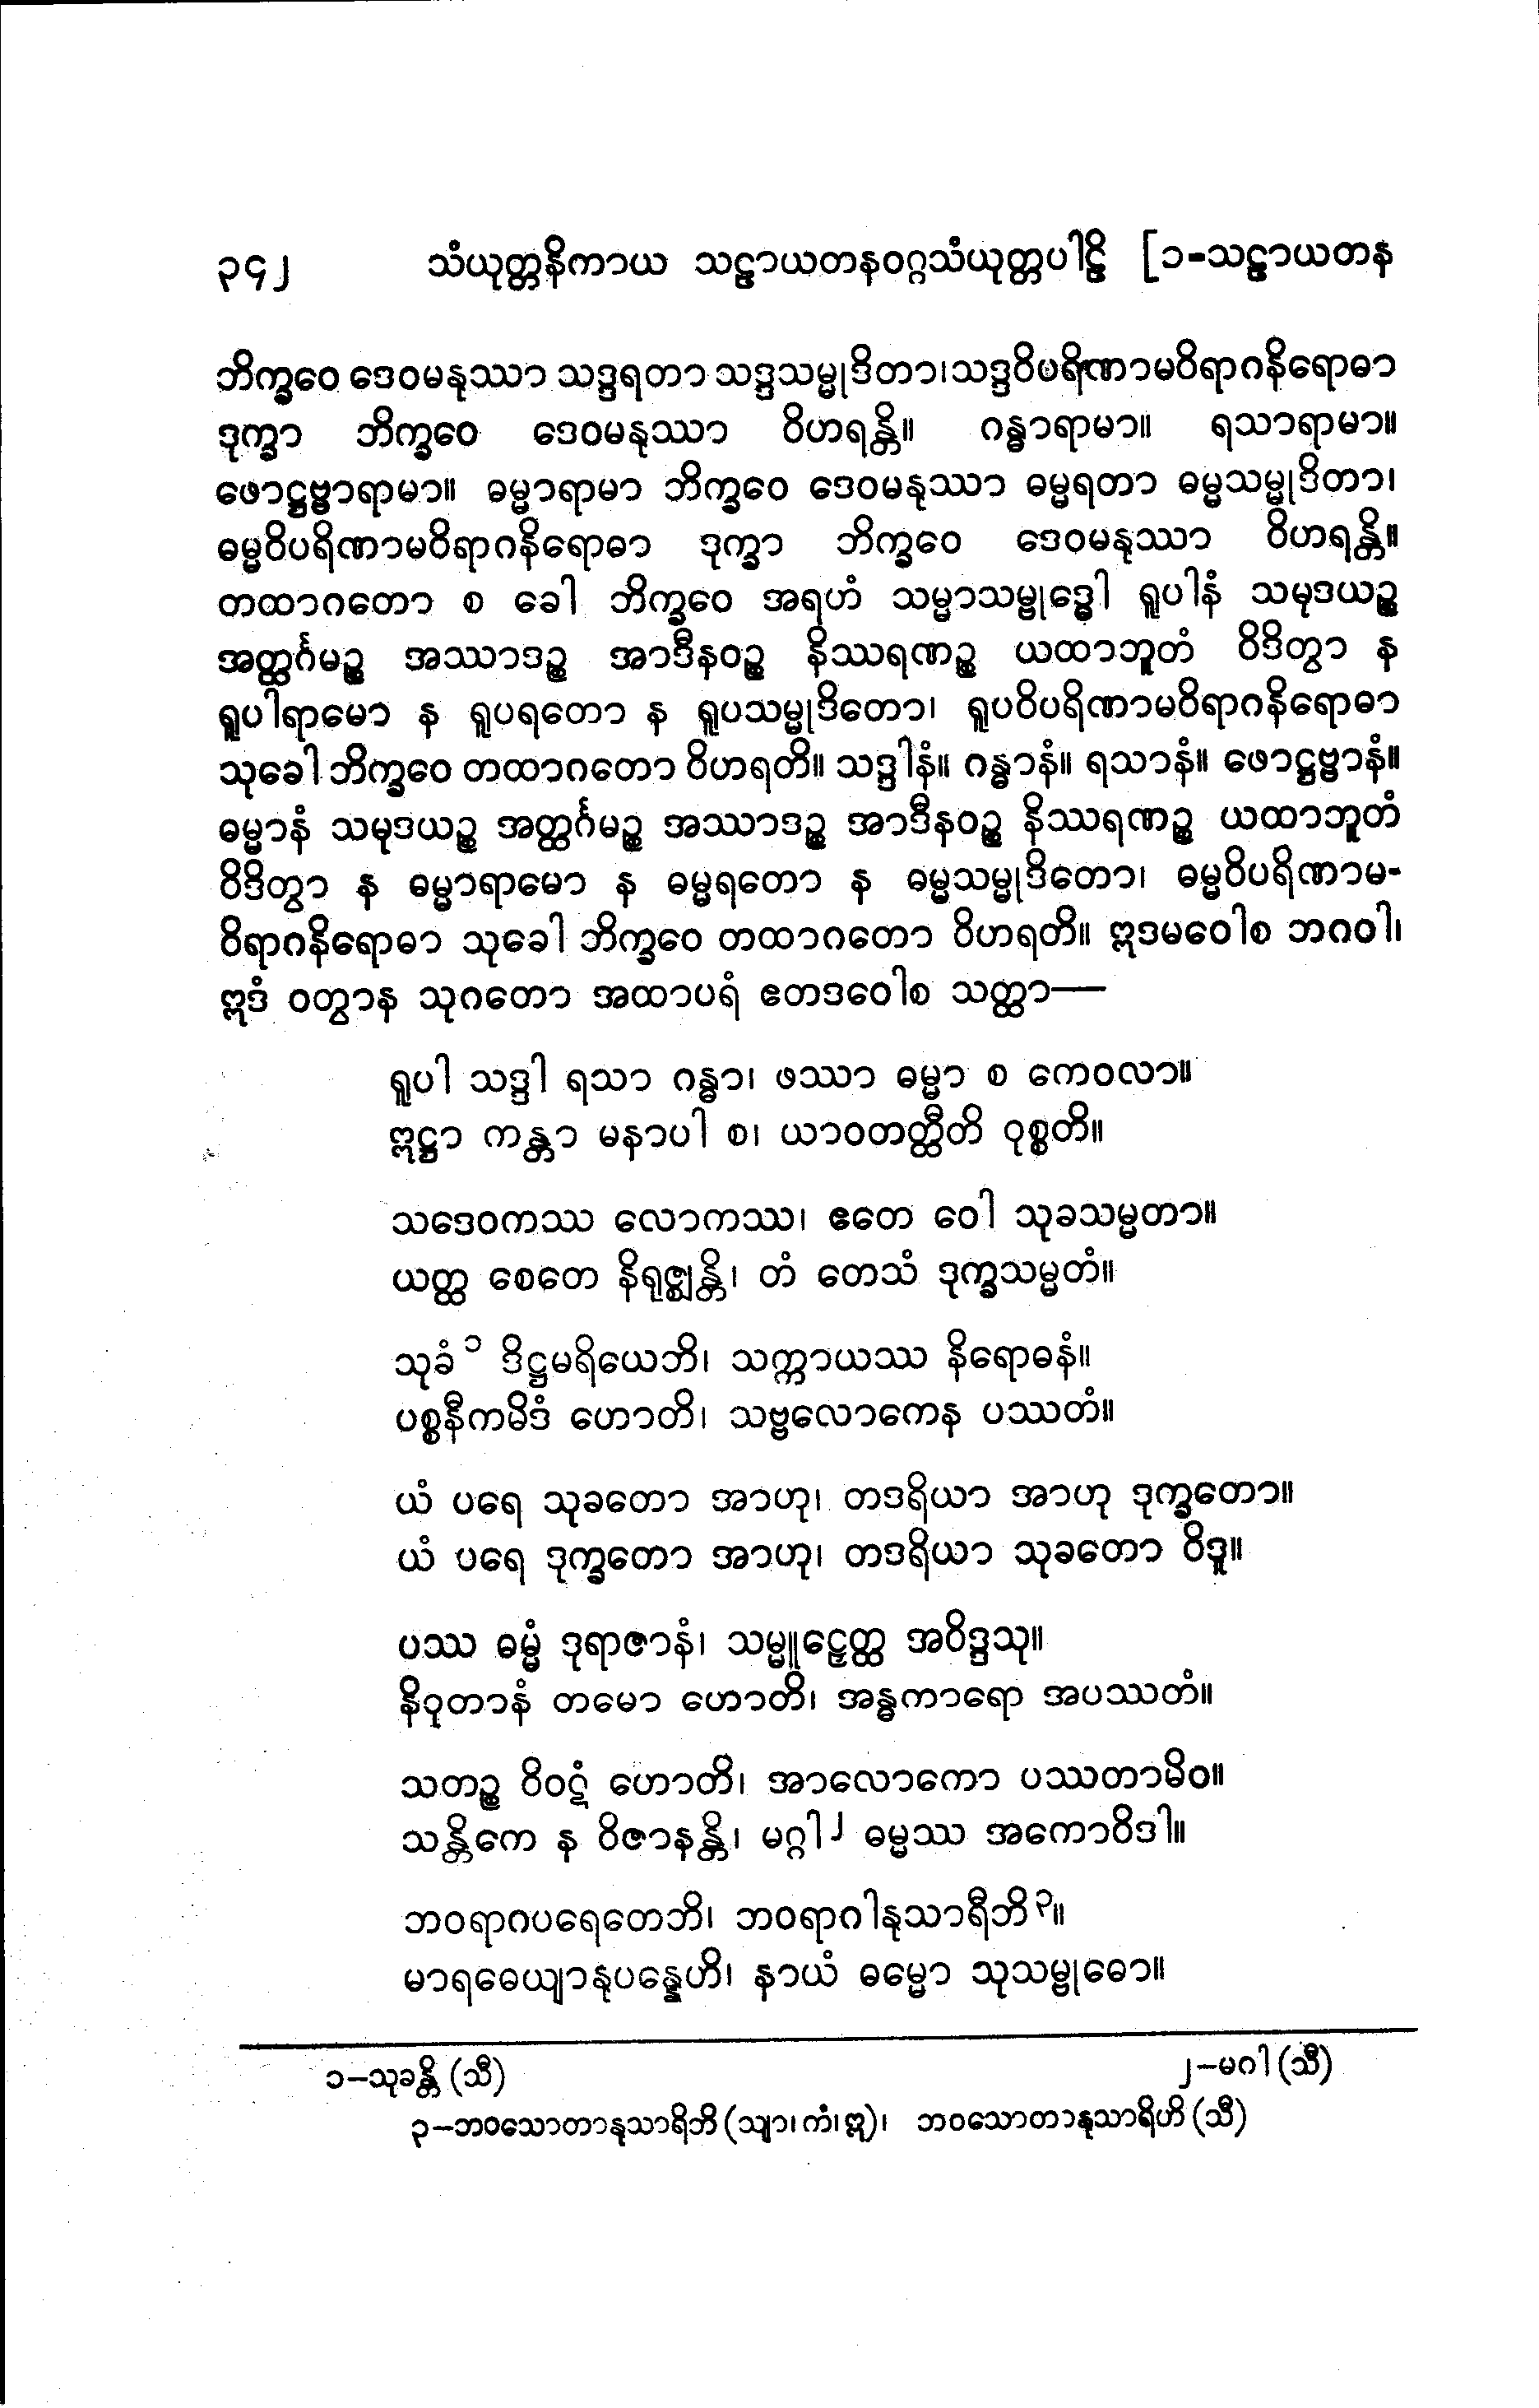 ၃၄၂ သံယုတ္တနိကာယ သဠာယတနဝဂ္ဂသံယုတ္တပါဠိ [၁-သဠာယတန
ဘိက္ခဝေ ဒေဝမနုဿာ သဒ္ဒရတာ သဒ္ဒသမ္မုဒိတာ၊သဒ္ဒဝိပရိဏာမဝိရာဂနိရောဓာ
ဒုက္ခာ ဘိက္ခဝေ ဒေဝမနုဿာ ဝိဟရန္တိ။ ဂန္ဓာရာမာ။ ရသာရာမာ။
ဖောဋ္ဌဗ္ဗာရာမာ။ ဓမ္မာရာမာ ဘိက္ခဝေ ဒေဝမနုဿာ ဓမ္မရတာ ဓမ္မသမ္မုဒိတာ၊
ဓမ္မဝိပရိဏာမဝိရာဂနိရောဓာ ဒုက္ခာ ဘိက္ခဝေ ဒေဝမနုဿာ ဝိဟရန္တိ။
တထာဂတော စ ခေါ ဘိက္ခဝေ အရဟံ သမ္မာသမ္ဗုဒ္ဓေါ ရူပါနံ သမုဒယဉ္စ
အတ္ထင်္ဂမဉ္စ အဿာဒဉ္စ အာဒီနဝဉ္စ နိဿရဏဉ္စ ယထာဘူတံ ဝိဒိတွာ န
ရူပါရာမော န ရူပရတော န ရူပသမ္မုဒိတော၊ ရူပဝိပရိဏာမဝိရာဂနိရောဓာ
သုခေါ ဘိက္ခဝေ တထာဂတော ဝိဟရတိ။ သဒ္ဒါနံ။ ဂန္ဓာနံ။ ရသာနံ။ ဖောဋ္ဌဗ္ဗာနံ။
ဓမ္မာနံ သမုဒယဉ္စ အတ္ထင်္ဂမဉ္စ အဿာဒဉ္စ အာဒီနဝဉ္စ နိဿရဏဉ္စ ယထာဘူတံ
ဝိဒိတွာ န ဓမ္မာရာမော န ဓမ္မရတော န ဓမ္မသမ္မုဒိတော၊ ဓမ္မဝိပရိဏာမ-
ဝိရာဂနိရောဓာ သုခေါ ဘိက္ခဝေ တထာဂတော ဝိဟရတိ။ ဣဒမဝေါစ ဘဂဝါ၊
ဣဒံ ဝတွာန သုဂတော အထာပရံ ဧတဒဝေါစ သတ္ထာ—
ရူပါ သဒ္ဒါ ရသာ ဂန္ဓာ၊ ဖဿာ ဓမ္မာ စ ကေဝလာ။
ဣဋ္ဌာ ကန္တာ မနာပါ စ၊ ယာဝတတ္ထီတိ ဝုစ္စတိ။
သဒေဝကဿ လောကဿ၊ ဧတေ ဝေါ သုခသမ္မတာ။
ယတ္ထ စေတေ နိရုဇ္ဈန္တိ၊ တံ တေသံ ဒုက္ခသမ္မတံ။
သုခံ ၁ ဒိဋ္ဌမရိယေဘိ၊ သက္ကာယဿ နိရောဓနံ။
ပစ္စနီကမိဒံ ဟောတိ၊ သဗ္ဗလောကေန ပဿတံ။
ယံ ပရေ သုခတော အာဟု၊ တဒရိယာ အာဟု ဒုက္ခတော။
ယံ ပရေ ဒုက္ခတော အာဟု၊ တဒရိယာ သုခတော ဝိဒူ။
ပဿ ဓမ္မံ ဒုရာဇာနံ၊ သမ္မူဠှေတ္ထ အဝိဒ္ဒသု။
နိဝုတာနံ တမော ဟောတိ၊ အန္ဓကာရော အပဿတံ။
သတဉ္စ ဝိဝဋံ ဟောတိ၊ အာလောကော ပဿတာမိဝ။
သန္တိကေ န ဝိဇာနန္တိ၊ မဂ္ဂါ ၂ ဓမ္မဿ အကောဝိဒါ။
ဘဝရာဂပရေတေဘိ၊ ဘဝရာဂါနုသာရီဘိ ၃။
မာရဓေယျာနုပန္နေဟိ၊ နာယံ ဓမ္မော သုသမ္ဗုဓော။
၁–သုခန္တိ (သီ) ၂–မဂါ (သီ)
၃–ဘဝသောတာနုသာရိဘိ (သျာ၊ ကံ၊ ဣ)၊ ဘဝသောတာနုသာရိဟိ (သီ)